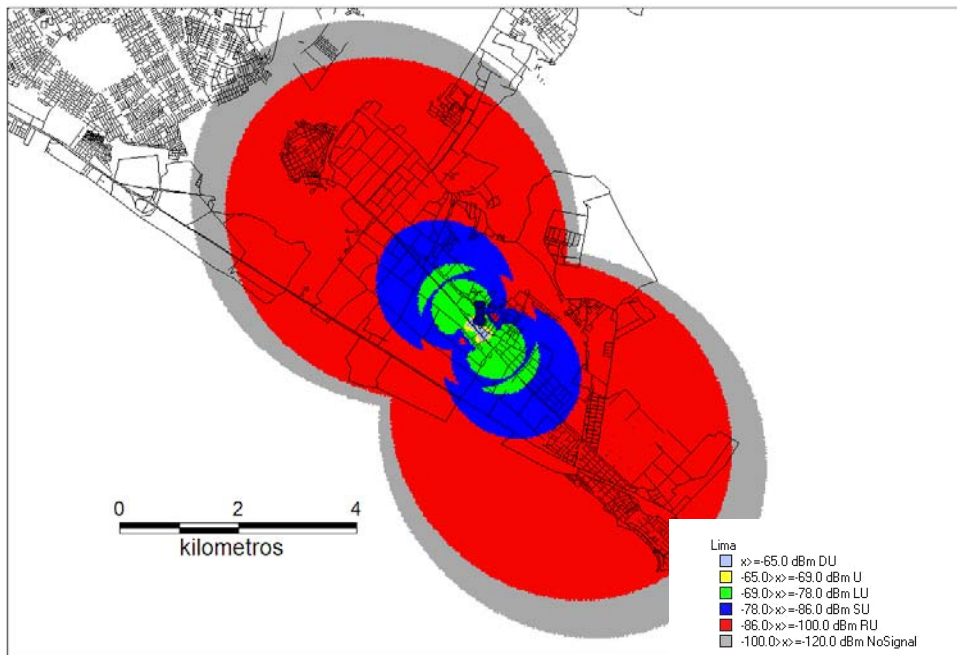 0 2 4
kilometros
Lima
x>=-65.0 dBm DU
-65.0>x>=-69.0 dBm U
-69.0>x>=-78.0 dBm LU
-78.0>x>=-86.0 dBm SU
-86.0>x>=-100.0 dBm RU
-100.0>x>=-120.0 dBm NoSignal